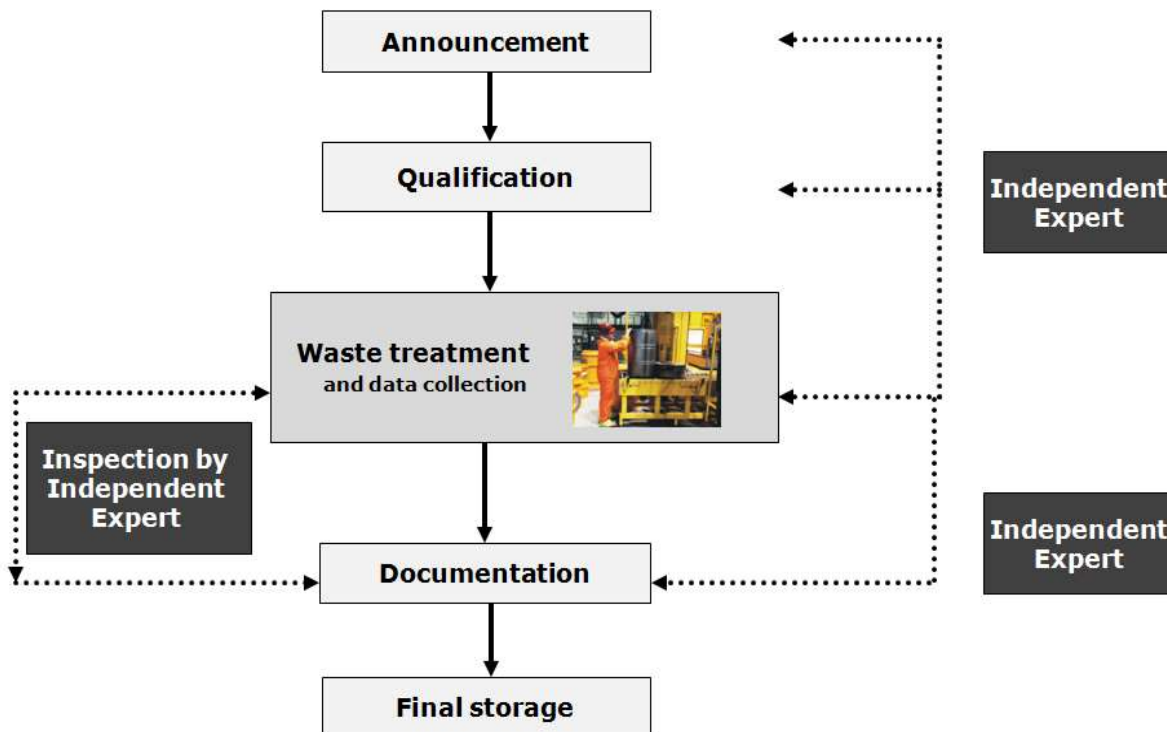 Announcement
Qualification
Independent
Expert
Waste treatment
and data collection
Inspection by
Independent
Expert
Independent
Expert
Documentation
Final storage